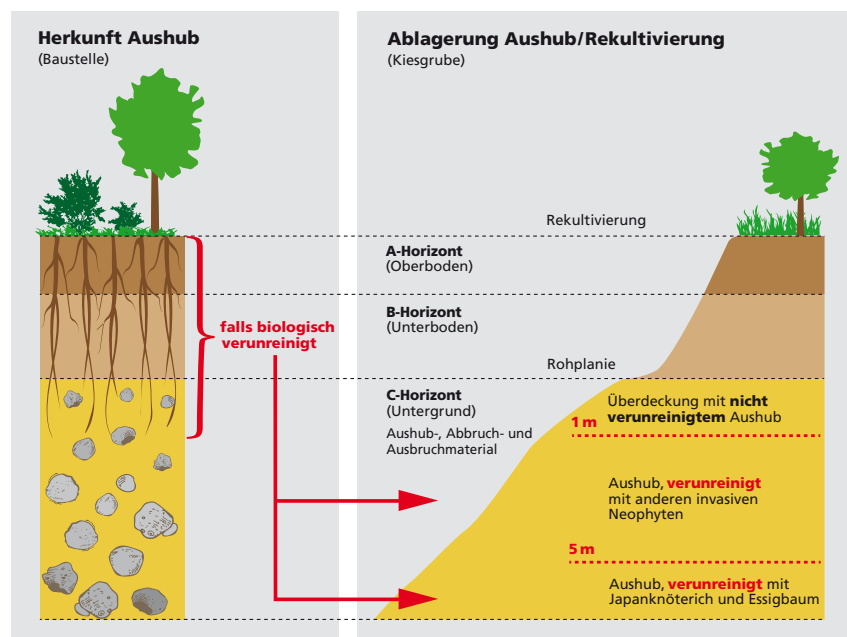 Herkunft Aushub
(Baustelle)
Ablagerung Aushub/Rekultivierung
(Kiesgrube)
Rekultivierung
A-Horizont
(Oberboden)
B-Horizont
(Unterboden)
falls biologisch
verunreinigt
Rohplanie
C-Horizont
(Untergrund)
Aushub-, Abbruch- und
Ausbruchmaterial
Überdeckung mit nicht
verunreinigtem Aushub
1 m
Aushub, verunreinigt
mit anderen invasiven
Neophyten
5 m
Aushub, verunreinigt mit
Japanknöterich und Essigbaum